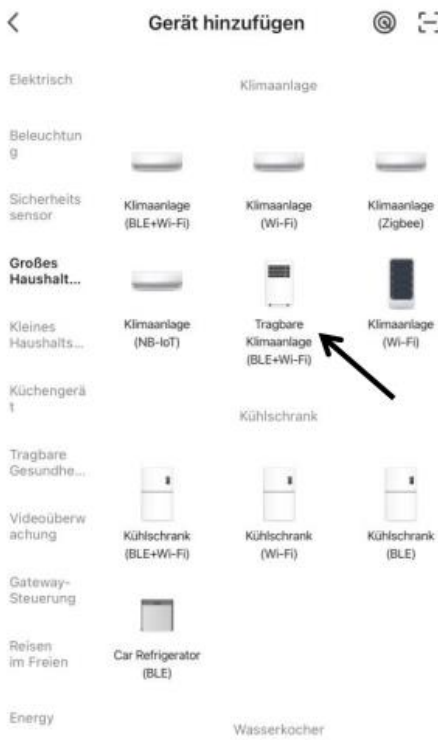 Gerät hinzufügen
Elektrisch
Beleuchtun
g
Sicherheits
sensor
Großes
Haushalt...
Kleines
Haushalts...
Küchengerä
t
Tragbare
Gesundhe...
Videoüberw
achung
Gateway-
Steuerung
Reisen
im Freien
Energy
Klimaanlage
Klimaanlage
(BLE+Wi-Fi)
Klimaanlage
(Wi-Fi)
Klimaanlage
(Zigbee)
Klimaanlage
(NB-IoT)
Tragbare
Klimaanlage
(BLE+Wi-Fi)
Klimaanlage
(Wi-Fi)
Kühlschrank
Kühlschrank
(BLE+Wi-Fi)
Kühlschrank
(Wi-Fi)
Kühlschrank
(BLE)
Car Refrigerator
(BLE)
Wasserkocher